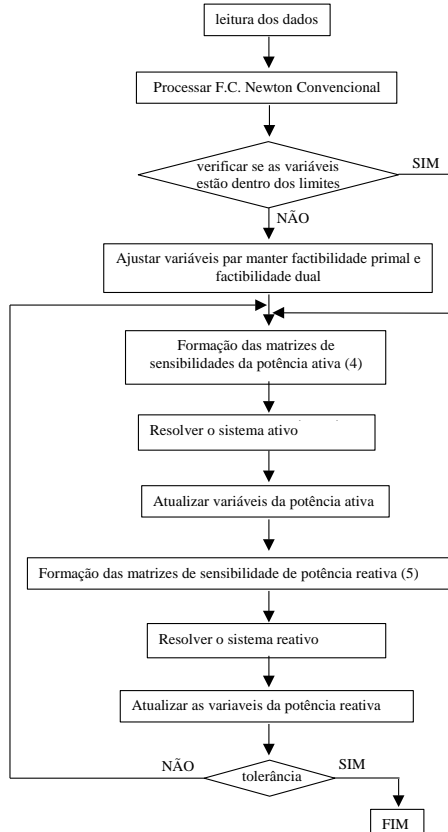 leitura dos dados
Processar F.C. Newton Convencional
verificar se as variáveis
estão dentro dos limites
SIM
NÃO
Ajustar variáveis par manter factibilidade primal e
factibilidade dual
Formação das matrizes de
sensibilidades da potência ativa (4)
Resolver o sistema ativo
Atualizar variáveis da potência ativa
Formação das matrizes de sensibilidade de potência reativa (5)
Resolver o sistema reativo
Atualizar as variaveis da potência reativa
NÃO
tolerância
SIM
FIM